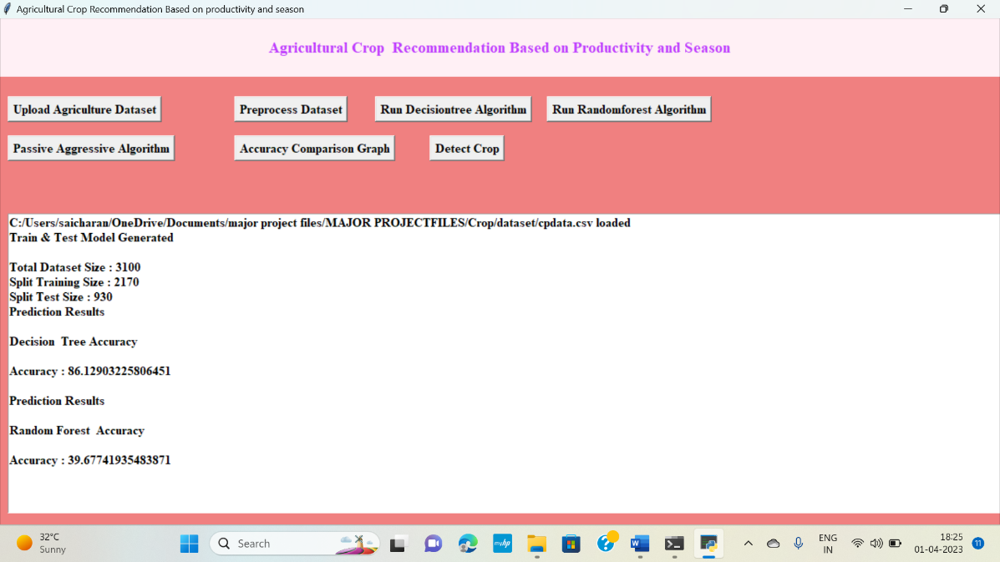 Agricultural Crop Recommendation Based on productivity and season
Agricultural Crop  Recommendation Based on Productivity and Season
Upload Agriculture Dataset
Preprocess Dataset
Run Decisiontree Algorithm
Run Randomforest Algorithm
Passive Aggressive Algorithm
Accuracy Comparison Graph
Detect Crop
C:/Users/saicharan/OneDrive/Documents/major project files/MAJOR PROJECTFILES/Crop/dataset/cpdata.csv loaded
Train & Test Model Generated
Total Dataset Size : 3100
Split Training Size : 2170
Split Test Size : 930
Prediction Results
Decision  Tree Accuracy
Accuracy : 86.12903225806451
Prediction Results
Random Forest  Accuracy
Accuracy : 39.67741935483871
32°C
Sunny
Search
myhp
ENG
IN
18:25
01-04-2023
11